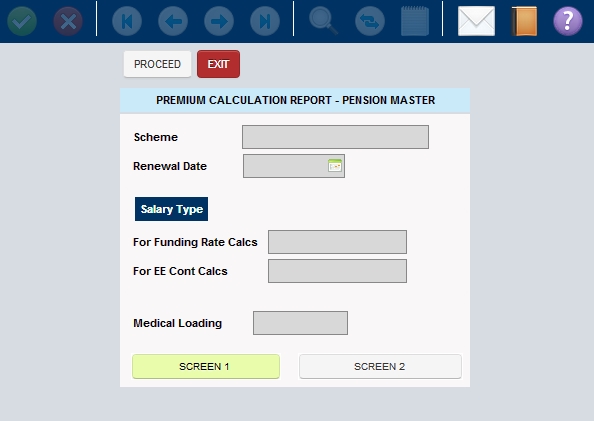 PROCEED EXIT
PREMIUM CALCULATION REPORT - PENSION MASTER
Scheme
Renewal Date
Salary Type
For Funding Rate Calcs
For EE Cont Calcs
Medical Loading
SCREEN 1 SCREEN 2